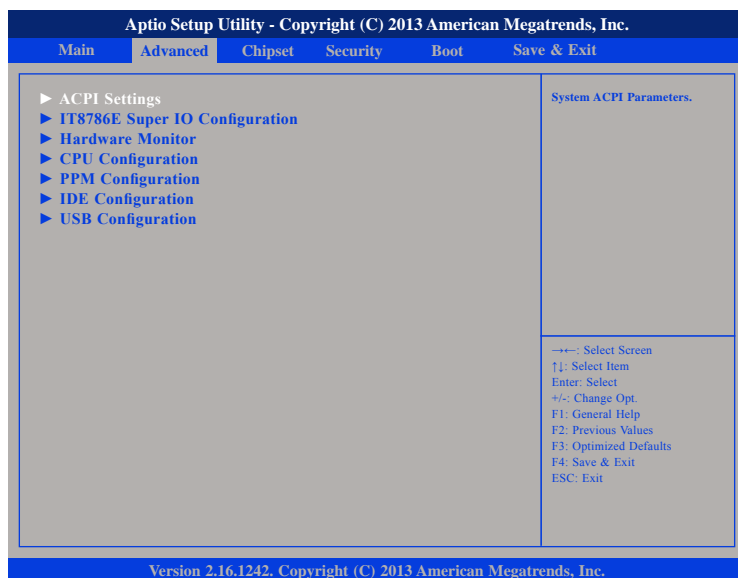 Aptio Setup Utility - Copyright (C) 2013 American Megatrends, Inc.
Main Advanced Chipset Security Boot Save & Exit
► ACPI Settings
► IT8786E Super IO Configuration
► Hardware Monitor
► CPU Configuration
► PPM Configuration
► IDE Configuration
► USB Configuration
System ACPI Parameters.
→←: Select Screen
↑↓: Select Item
Enter: Select
+/-: Change Opt.
F1: General Help
F2: Previous Values
F3: Optimized Defaults
F4: Save & Exit
ESC: Exit
Version 2.16.1242. Copyright (C) 2013 American Megatrends, Inc.